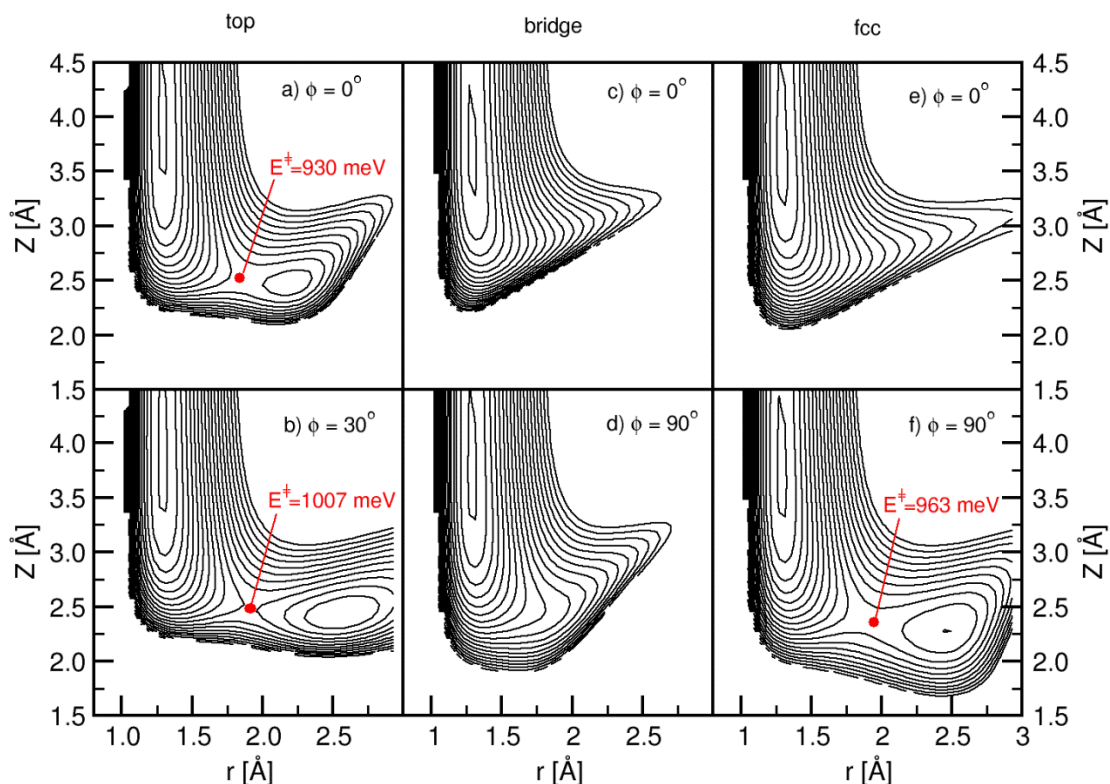 top bridge fcc
4.5 4.5
a) ϕ = 0° c) ϕ = 0° e) ϕ = 0°
4.0 4.0
E‡=930 meV
3.5 3.5
Z [Å] Z [Å]
3.0 3.0
2.5 2.5
2.0 2.0
1.5 1.5
b) ϕ = 30° d) ϕ = 90° f) ϕ = 90°
4.0 4.0
E‡=1007 meV E‡=963 meV
3.5 3.5
Z [Å] Z [Å]
3.0 3.0
2.5 2.5
2.0 2.0
1.5 1.5
1.0 1.5 2.0 2.5 1 1.5 2 2.5 1 1.5 2 2.5 3
r [Å] r [Å] r [Å]